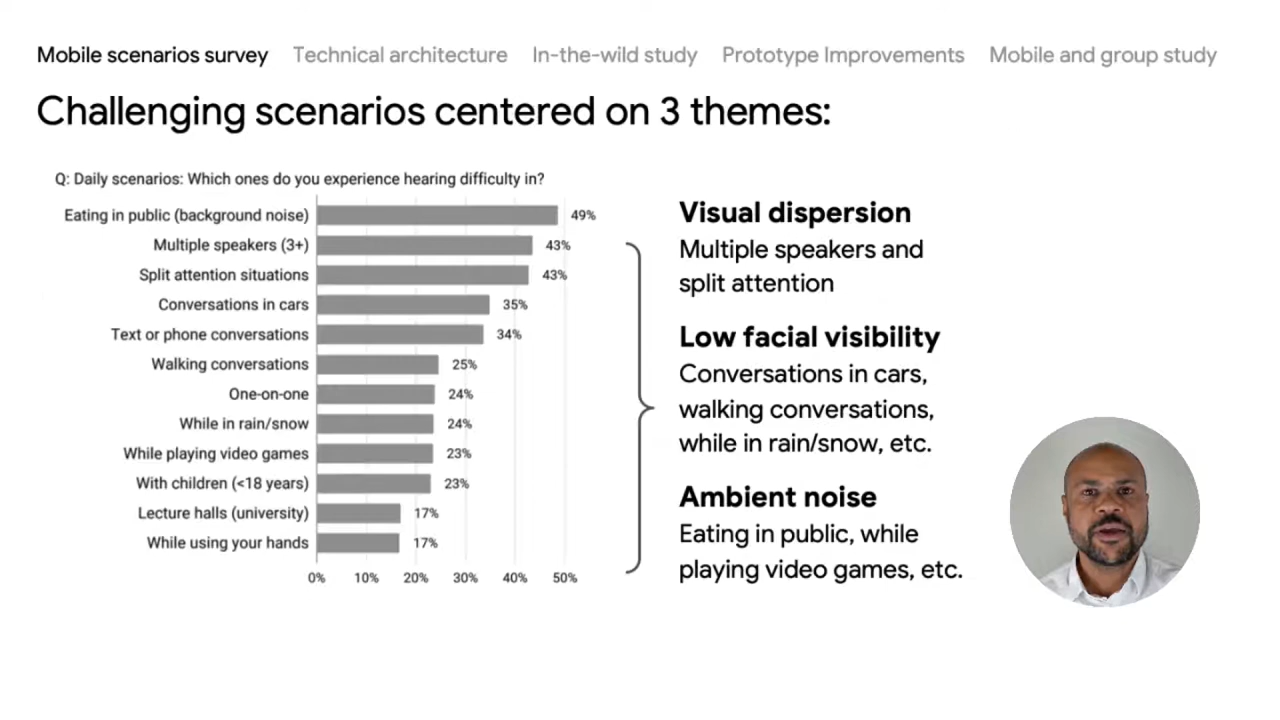 Mobile scenarios survey Technical architecture In-the-wild study Prototype Improvements Mobile and group study
Challenging scenarios centered on 3 themes:
Q: Daily scenarios: Which ones do you experience hearing difficulty in?
Eating in public (background noise) 49%
Multiple speakers (3+) 43%
Split attention situations 43%
Conversations in cars 35%
Text or phone conversations 34%
Walking conversations 25%
One-on-one 24%
While in rain/snow 24%
While playing video games 23%
With children (<18 years) 23%
Lecture halls (university) 17%
While using your hands 17%
0% 10% 20% 30% 40% 50%
Visual dispersion
Multiple speakers and
split attention
Low facial visibility
Conversations in cars,
walking conversations,
while in rain/snow, etc.
Ambient noise
Eating in public, while
playing video games, etc.